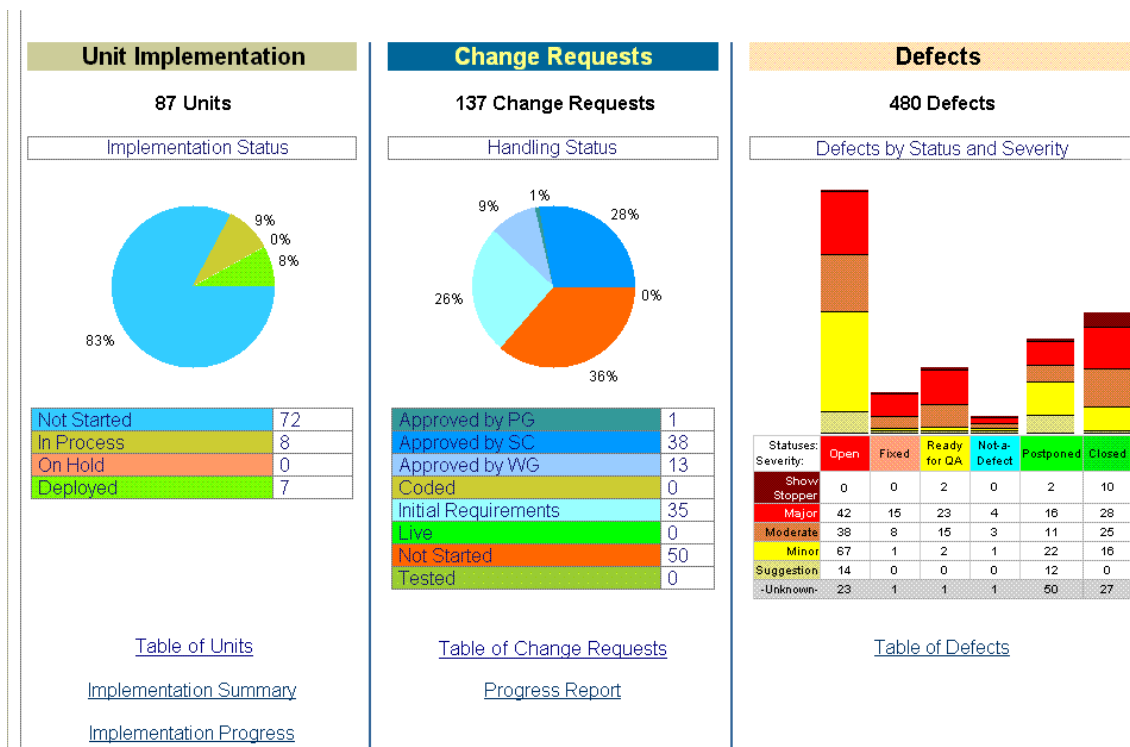 Unit Implementation
87 Units
Implementation Status
9%
0%
8%
83%
Not Started 72
In Process 8
On Hold 0
Deployed 7
Table of Units
Implementation Summary
Implementation Progress
Change Requests
137 Change Requests
Handling Status
1%
9%
28%
26%
0%
36%
Approved by PG 1
Approved by SC 38
Approved by WG 13
Coded 0
Initial Requirements 35
Live 0
Not Started 50
Tested 0
Table of Change Requests
Progress Report
Defects
480 Defects
Defects by Status and Severity
Statuses: Open Fixed Ready for QA Not-a-Defect Postponed Closed
Severity:
Show Stopper 0 0 2 0 2 10
Major 42 15 23 4 16 28
Moderate 38 8 15 3 11 25
Minor 67 1 2 1 22 16
Suggestion 14 0 0 0 12 0
-Unknown- 23 1 1 1 50 27
Table of Defects